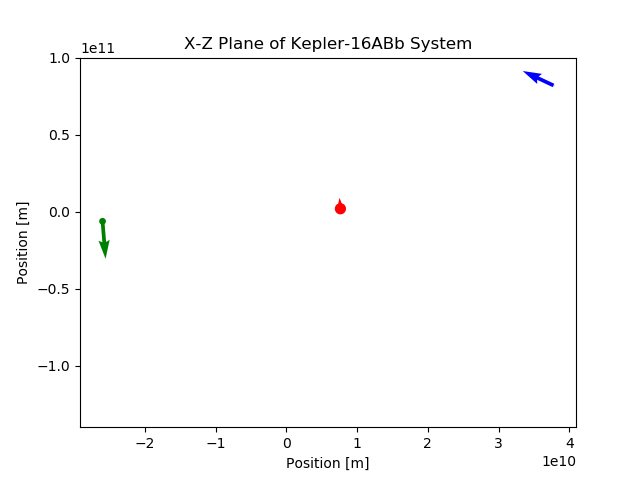 X-Z Plane of Kepler-16ABb System
1e11
1.0
0.5
0.0
−0.5
−1.0
Position [m]
−2
−1
0
1
2
3
4
1e10
Position [m]